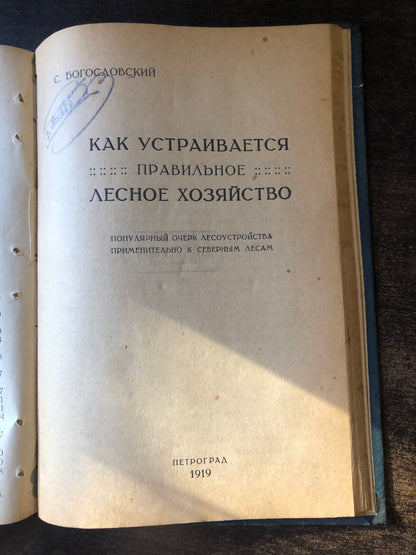 С. БОГОСЛОВСКИЙ
КАК УСТРАИВАЕТСЯ
ПРАВИЛЬНОЕ
ЛЕСНОЕ ХОЗЯЙСТВО
ПОПУЛЯРНЫЙ ОЧЕРК ЛЕСОУСТРОЙСТВА
ПРИМЕНИТЕЛЬНО К СЕВЕРНЫМ ЛЕСАМ
ПЕТРОГРАД
1919